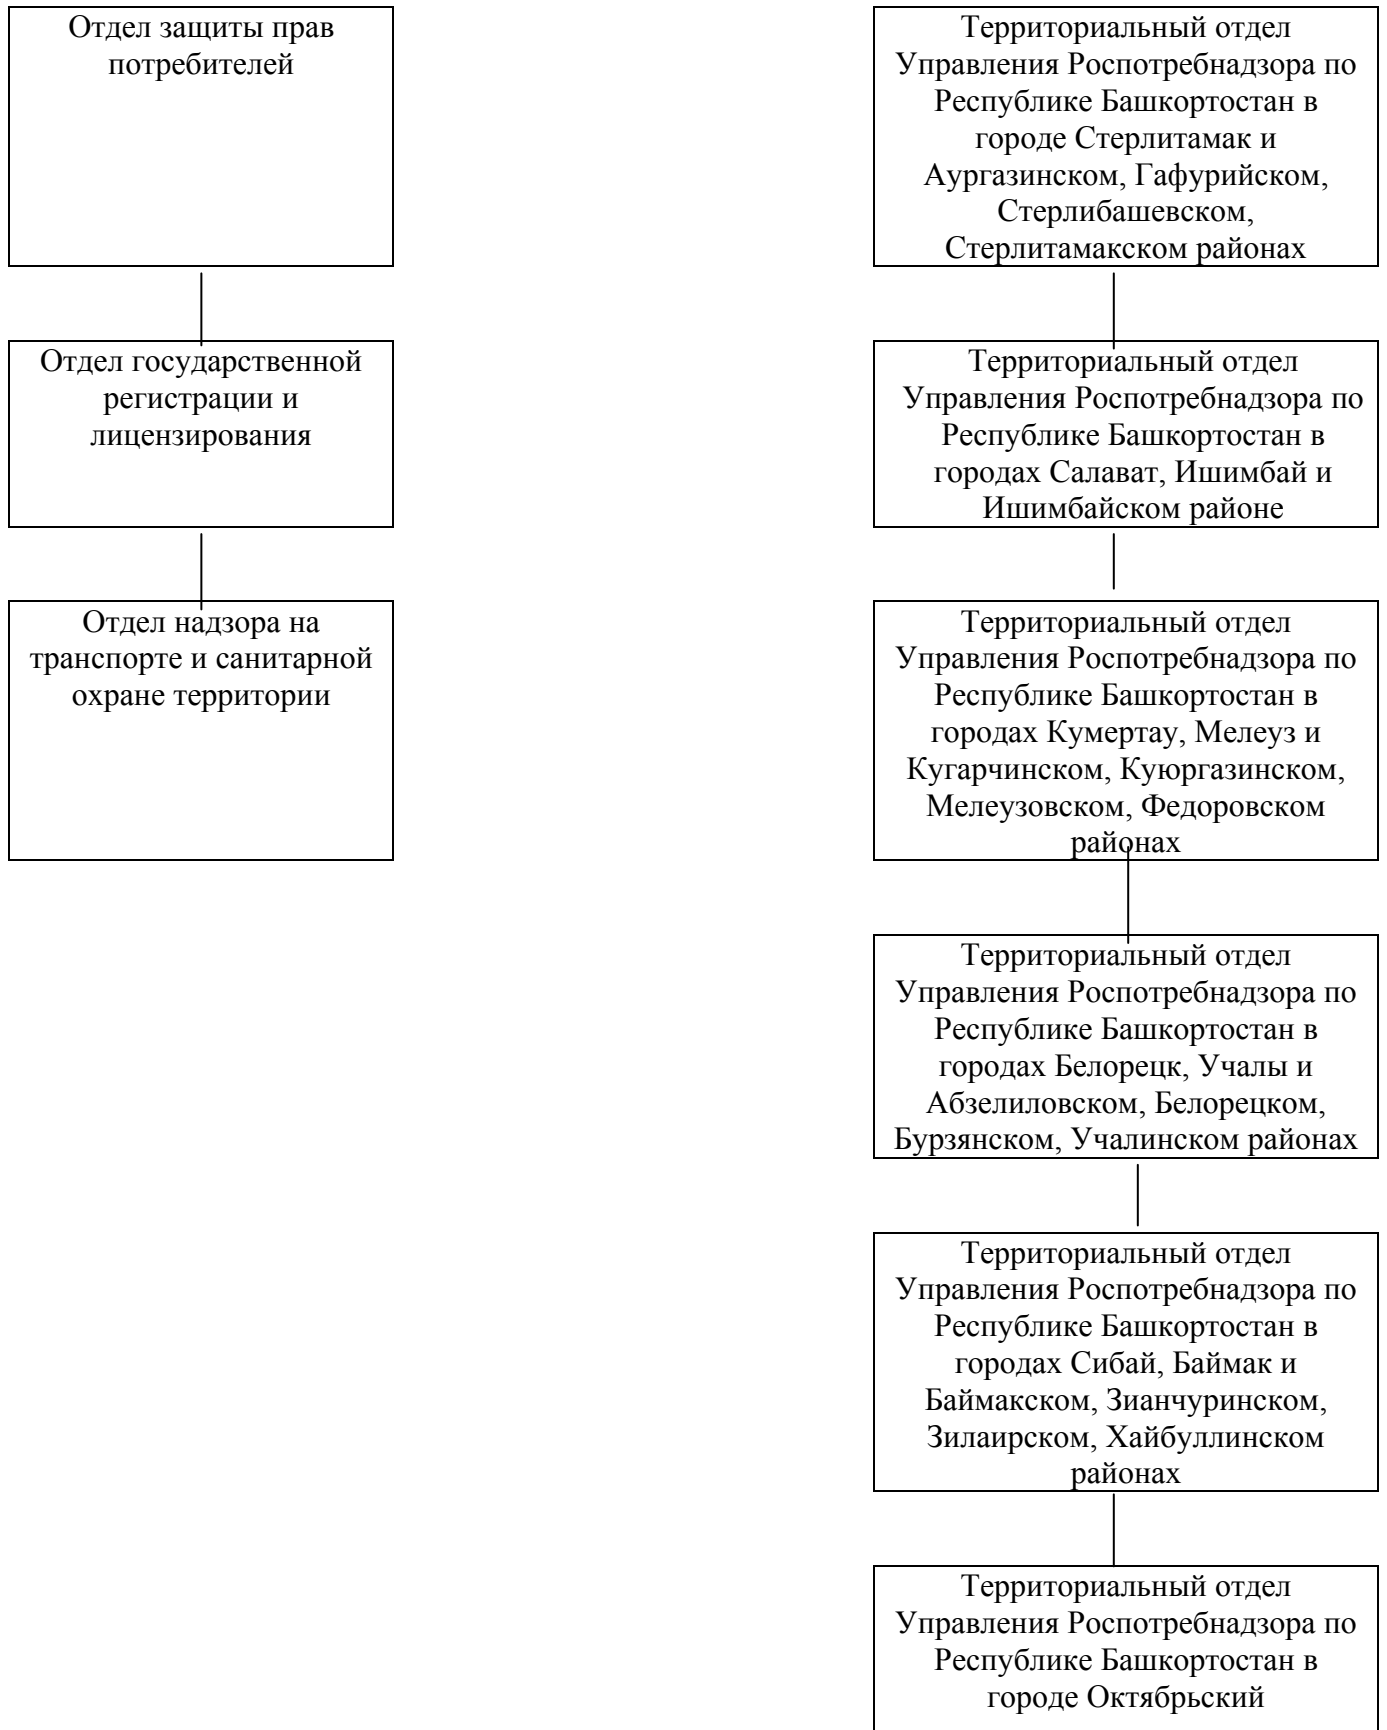 Отдел защиты прав
потребителей
Территориальный отдел
Управления Роспотребнадзора по
Республике Башкортостан в
городе Стерлитамак и
Аургазинском, Гафурийском,
Стерлибашевском,
Стерлитамакском районах
Отдел государственной
регистрации и
лицензирования
Территориальный отдел
Управления Роспотребнадзора по
Республике Башкортостан в
городах Салават, Ишимбай и
Ишимбайском районе
Отдел надзора на
транспорте и санитарной
охране территории
Территориальный отдел
Управления Роспотребнадзора по
Республике Башкортостан в
городах Кумертау, Мелеуз и
Кугарчинском, Куюргазинском,
Мелеузовском, Федоровском
районах
Территориальный отдел
Управления Роспотребнадзора по
Республике Башкортостан в
городах Белорецк, Учалы и
Абзелиловском, Белорецком,
Бурзянском, Учалинском районах
Территориальный отдел
Управления Роспотребнадзора по
Республике Башкортостан в
городах Сибай, Баймак и
Баймакском, Зианчуринском,
Зилаирском, Хайбуллинском
районах
Территориальный отдел
Управления Роспотребнадзора по
Республике Башкортостан в
городе Октябрьский